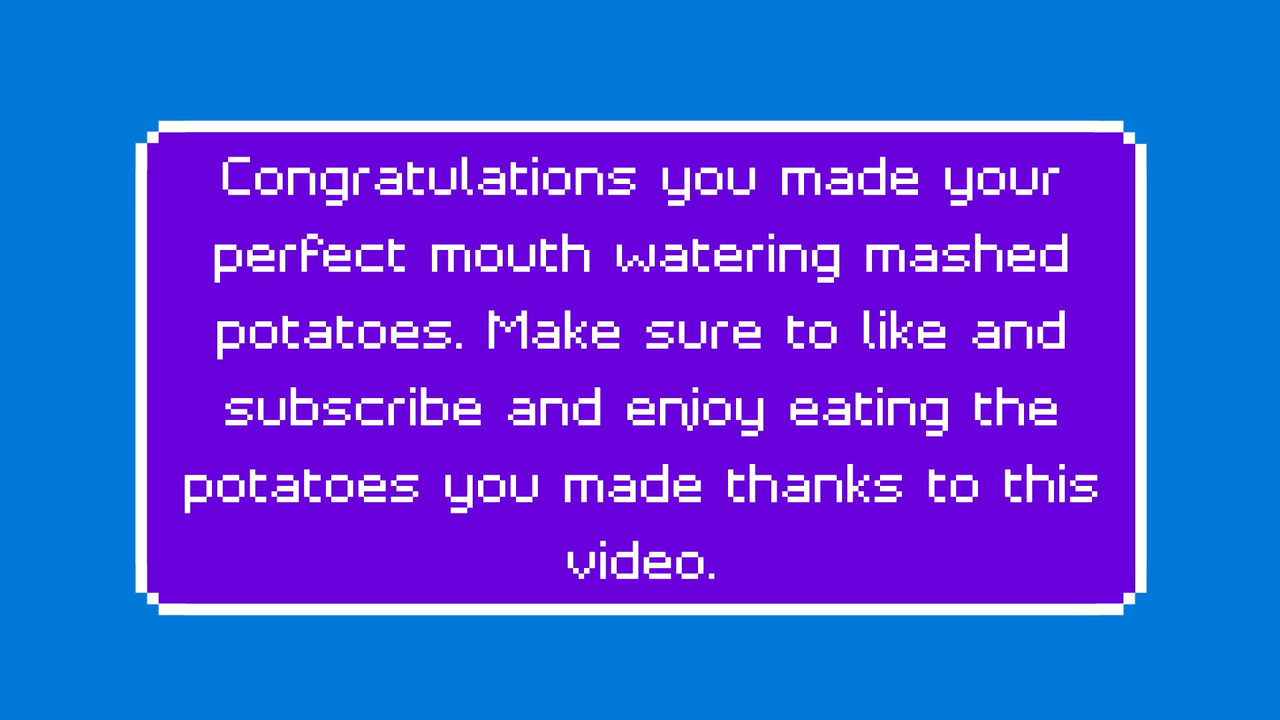 Congratulations you made your
perfect mouth watering mashed
potatoes. Make sure to like and
subscribe and enjoy eating the
potatoes you made thanks to this
video.